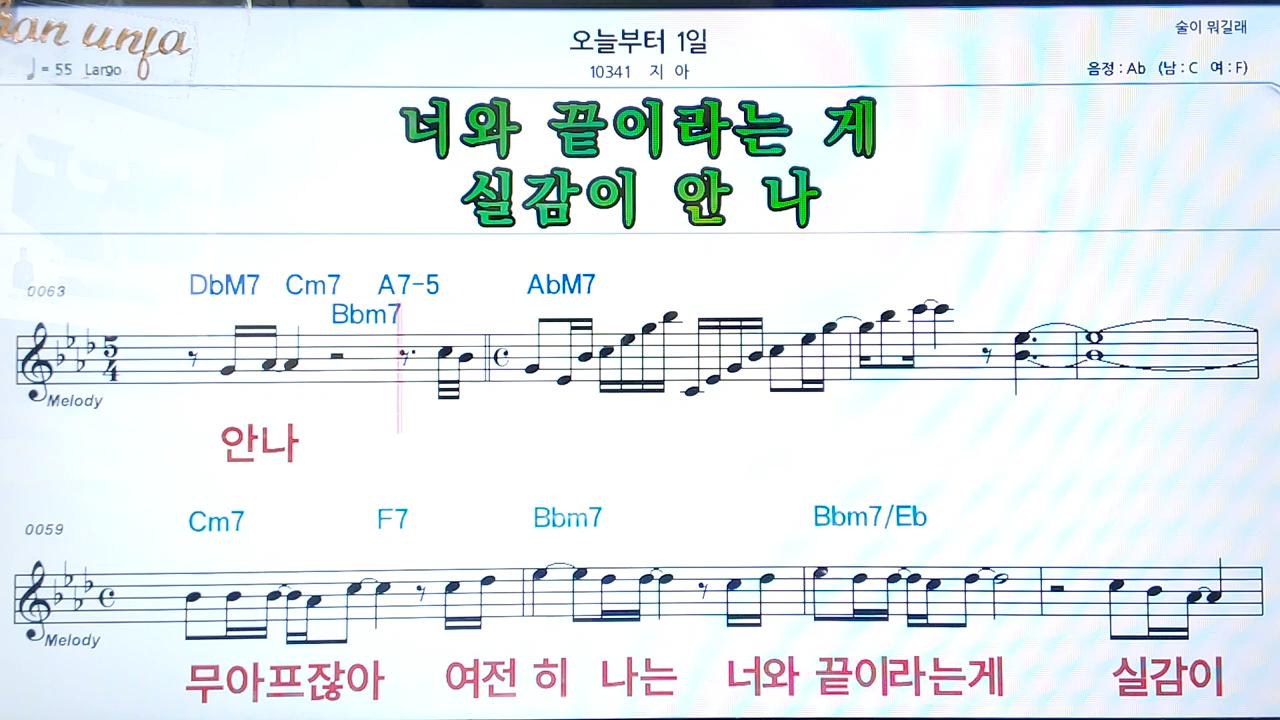 오늘부터 1일
술이 뭐길래
♩= 55 Largo
10341 지 아
음정 : Ab (남 : C 여 : F)
너와 끝이라는 게
실감이 안 나
0063
DbM7 Cm7 A7-5 AbM7
Bbm7
5
4
Melody
안나
0059
Cm7 F7 Bbm7 Bbm7/Eb
Melody
무아프잖아 여전 히 나는 너와 끝이라는게 실감이